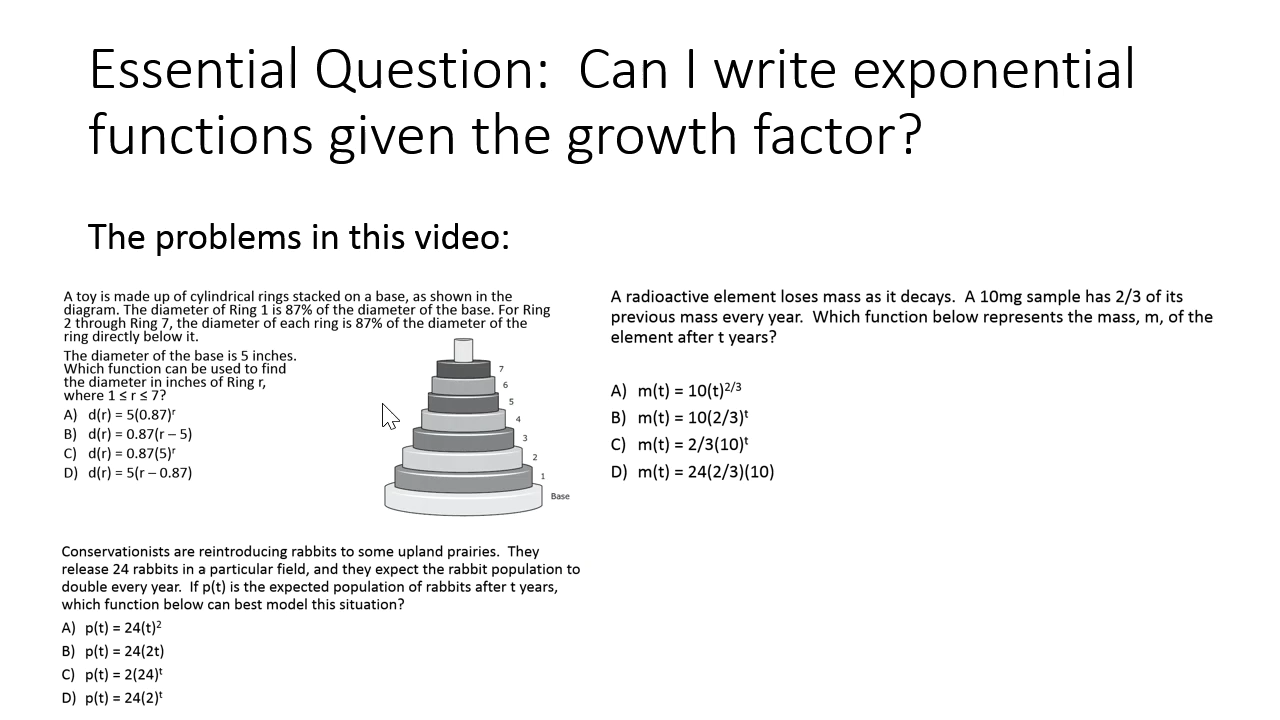 Essential Question:  Can I write exponential
functions given the growth factor?
The problems in this video:
A toy is made up of cylindrical rings stacked on a base, as shown in the
diagram. The diameter of Ring 1 is 87% of the diameter of the base. For Ring
2 through Ring 7, the diameter of each ring is 87% of the diameter of the
ring directly below it.
The diameter of the base is 5 inches.
Which function can be used to find
the diameter in inches of Ring r,
where 1 ≤ r ≤ 7?
A) d(r) = 5(0.87)ʳ
B) d(r) = 0.87(r – 5)
C) d(r) = 0.87(5)ʳ
D) d(r) = 5(r – 0.87)
7
6
5
4
3
2
1
Base
A radioactive element loses mass as it decays.  A 10mg sample has 2/3 of its
previous mass every year.  Which function below represents the mass, m, of the
element after t years?
A) m(t) = 10(t)²ᐟ³
B) m(t) = 10(2/3)ᵗ
C) m(t) = 2/3(10)ᵗ
D) m(t) = 24(2/3)(10)
Conservationists are reintroducing rabbits to some upland prairies.  They
release 24 rabbits in a particular field, and they expect the rabbit population to
double every year.  If p(t) is the expected population of rabbits after t years,
which function below can best model this situation?
A) p(t) = 24(t)²
B) p(t) = 24(2t)
C) p(t) = 2(24)ᵗ
D) p(t) = 24(2)ᵗ